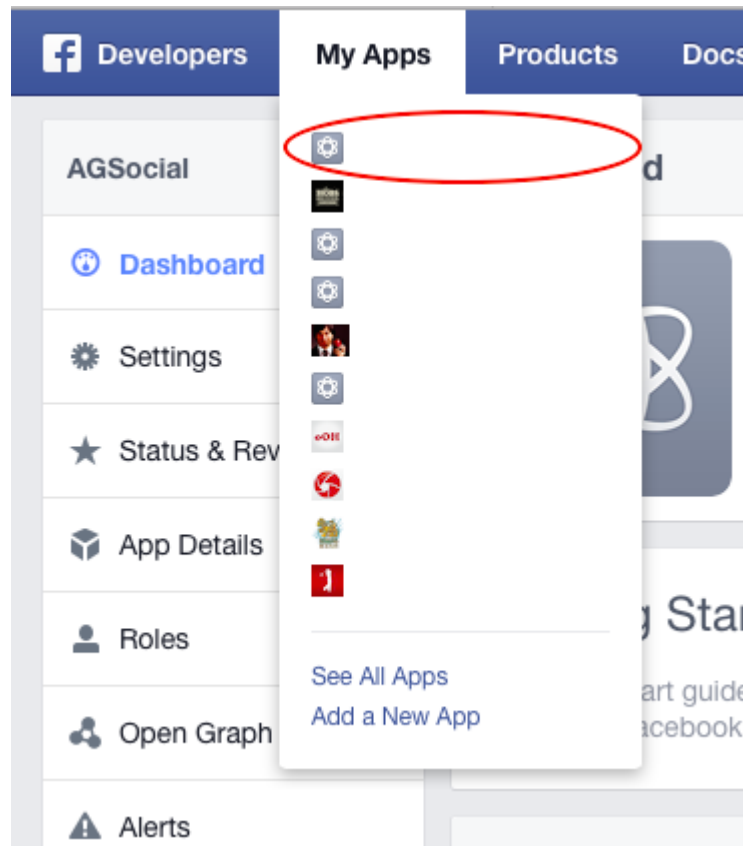 Developers My Apps Products Docs
AGSocial
d
Dashboard
Settings
Status & Rev
App Details
Roles
Open Graph
Alerts
See All Apps
Add a New App
g Star
art guide
acebook